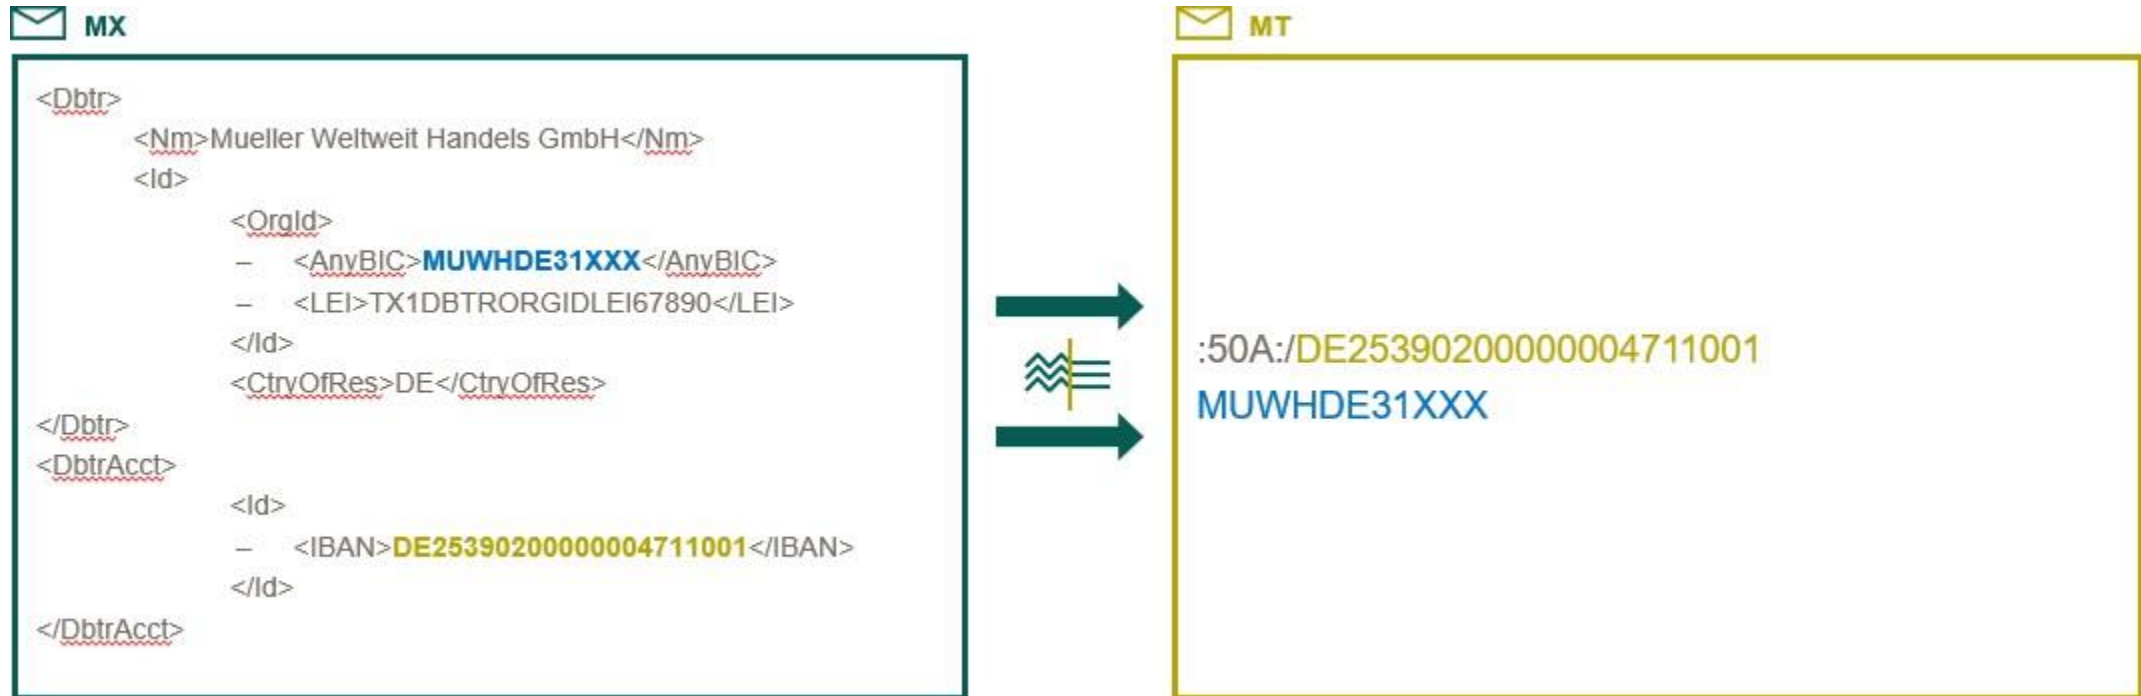 MX
<Dbtr>
<Nm>Mueller Weltweit Handels GmbH</Nm>
<Id>
<OrgId>
– <AnyBIC>MUWHDE31XXX</AnyBIC>
– <LEI>TX1DBTRORGIDLEI67890</LEI>
</Id>
<CtryOfRes>DE</CtryOfRes>
</Dbtr>
<DbtrAcct>
<Id>
– <IBAN>DE25390200000004711001</IBAN>
</Id>
</DbtrAcct>
MT
:50A:/DE25390200000004711001
MUWHDE31XXX